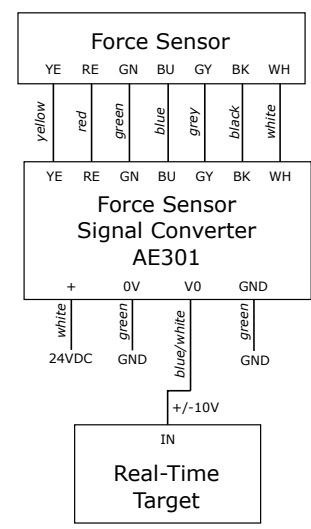 Force Sensor
YE RE GN BU GY BK WH
yellow red green blue grey black white
YE RE GN BU GY BK WH
Force Sensor
Signal Converter
AE301
+ 0V V0 GND
white green blue/white green
24VDC GND GND
+/-10V
IN
Real-Time
Target